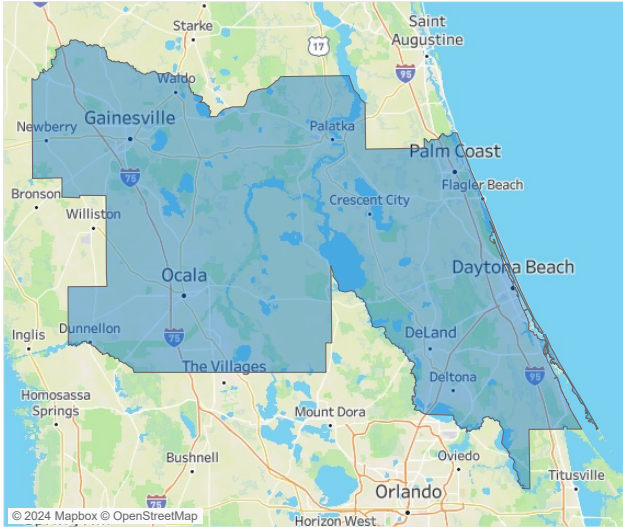 Saint
Augustine
Starke
17
95
Waldo
Gainesville
Newberry
Palatka
Palm Coast
75
Flagler Beach
Bronson
Crescent City
Williston
Daytona Beach
Ocala
Inglis
Dunnellon
75
DeLand
The Villages
Deltona
95
Homosassa
Springs
Mount Dora
Bushnell
Oviedo
Titusville
Orlando
75
© 2024 Mapbox © OpenStreetMap
Horizon West